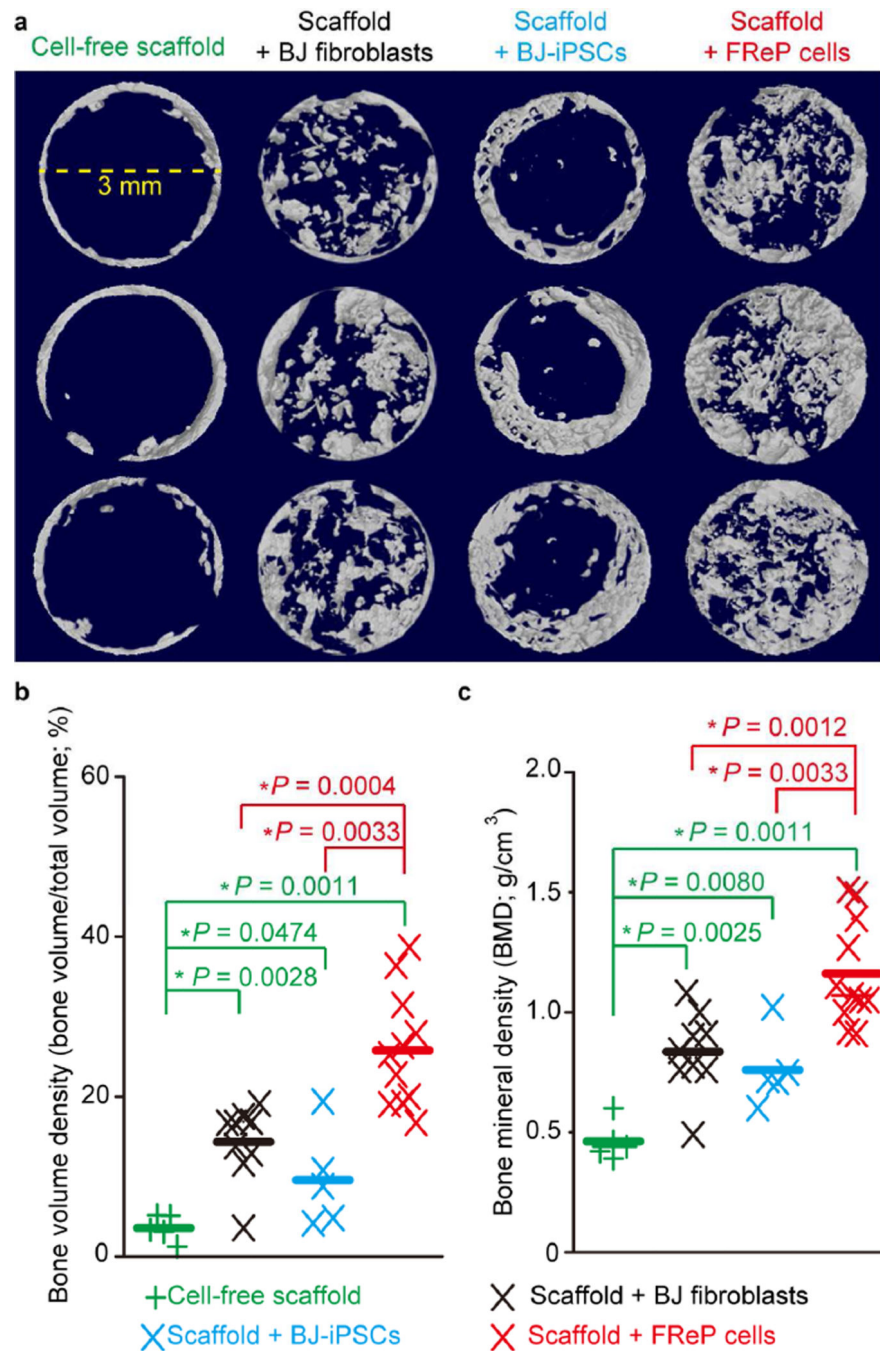 a
Cell-free scaffold
Scaffold
+ BJ fibroblasts
Scaffold
+ BJ-iPSCs
Scaffold
+ FReP cells
3 mm
b
Bone volume density (bone volume/total volume; %)
60
40
20
0
*P = 0.0004
*P = 0.0033
*P = 0.0011
*P = 0.0474
*P = 0.0028
c
Bone mineral density (BMD; g/cm³)
2.0
1.5
1.0
0.5
0
*P = 0.0012
*P = 0.0033
*P = 0.0011
*P = 0.0080
*P = 0.0025
Cell-free scaffold
Scaffold + BJ fibroblasts
Scaffold + BJ-iPSCs
Scaffold + FReP cells